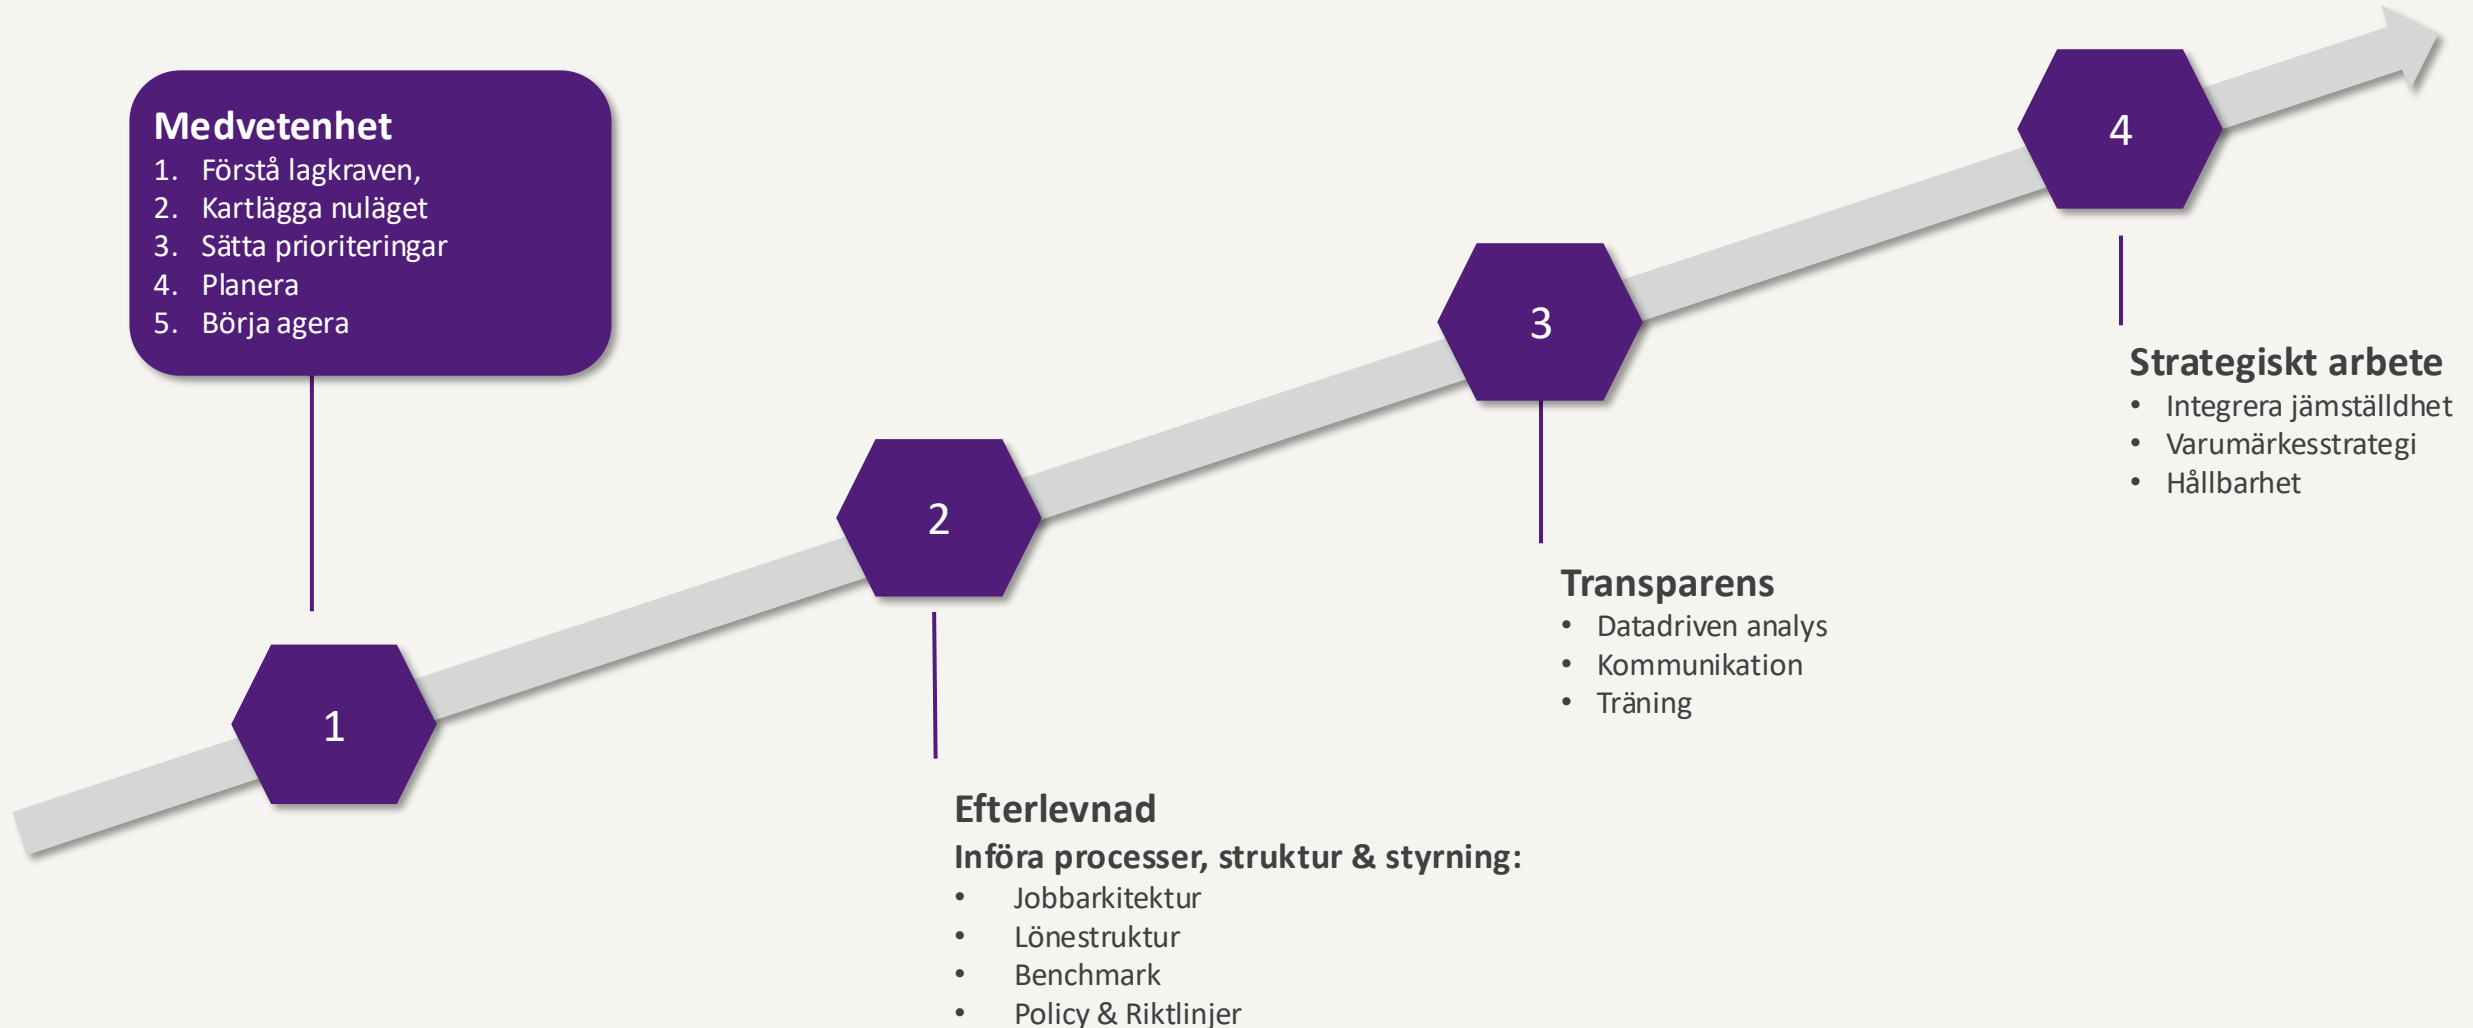 Medvetenhet
1. Förstå lagkraven,
2. Kartlägga nuläget
3. Sätta prioriteringar
4. Planera
5. Börja agera
1
2
Efterlevnad
Införa processer, struktur & styrning:
• Jobbarkitektur
• Lönestruktur
• Benchmark
• Policy & Riktlinjer
3
Transparens
• Datadriven analys
• Kommunikation
• Träning
4
Strategiskt arbete
• Integrera jämställdhet
• Varumärkesstrategi
• Hållbarhet